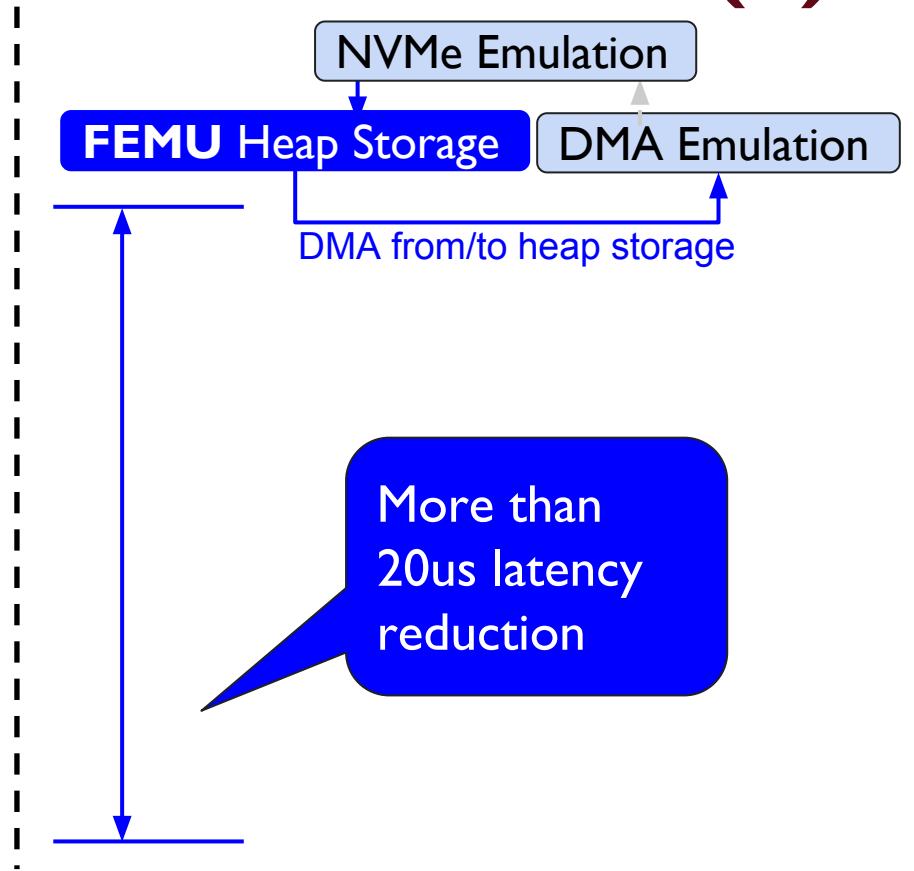 NVMe Emulation
FEMU Heap Storage
DMA Emulation
DMA from/to heap storage
More than
20us latency
reduction